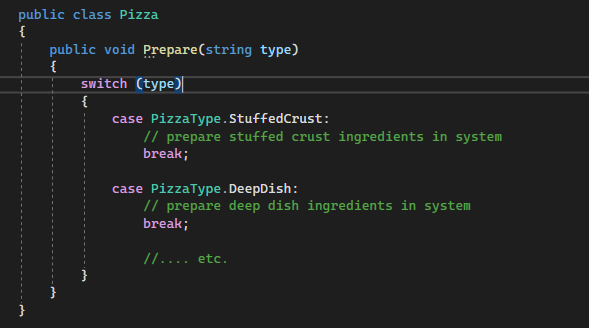 public class Pizza
{
public void Prepare(string type)
{
switch (type)
{
case PizzaType.StuffedCrust:
// prepare stuffed crust ingredients in system
break;
case PizzaType.DeepDish:
// prepare deep dish ingredients in system
break;
//.... etc.
}
}
}